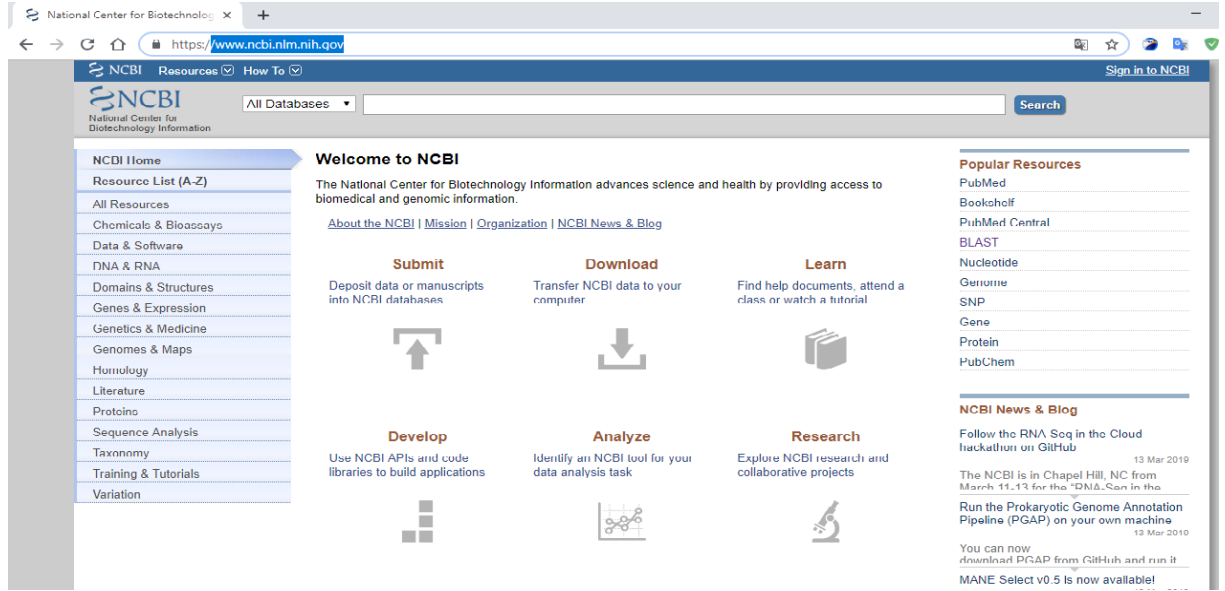 National Center for Biotechnolog
https://www.ncbi.nlm.nih.gov
NCBI Resources How To Sign in to NCBI
NCBI
National Center for
Biotechnology Information
All Databases
Search
NCBI Home
Resource List (A-Z)
All Resources
Chemicals & Bioassays
Data & Software
DNA & RNA
Domains & Structures
Genes & Expression
Genetics & Medicine
Genomes & Maps
Homology
Literature
Proteins
Sequence Analysis
Taxonomy
Training & Tutorials
Variation
Welcome to NCBI
The National Center for Biotechnology Information advances science and health by providing access to
biomedical and genomic information.
About the NCBI | Mission | Organization | NCBI News & Blog
Submit
Deposit data or manuscripts
into NCBI databases
Download
Transfer NCBI data to your
computer
Learn
Find help documents, attend a
class or watch a tutorial
Develop
Use NCBI APIs and code
libraries to build applications
Analyze
Identify an NCBI tool for your
data analysis task
Research
Explore NCBI research and
collaborative projects
Popular Resources
PubMed
Bookshelf
PubMed Central
BLAST
Nucleotide
Genome
SNP
Gene
Protein
PubChem
NCBI News & Blog
Follow the RNA Seq in the Cloud
hackathon on GitHub
13 Mar 2019
The NCBI is in Chapel Hill, NC from
March 11-13 for the "RNA-Seq in the
Run the Prokaryotic Genome Annotation
Pipeline (PGAP) on your own machine
13 Mar 2019
You can now
download PGAP from GitHub and run it
MANE Select v0.5 Is now available!